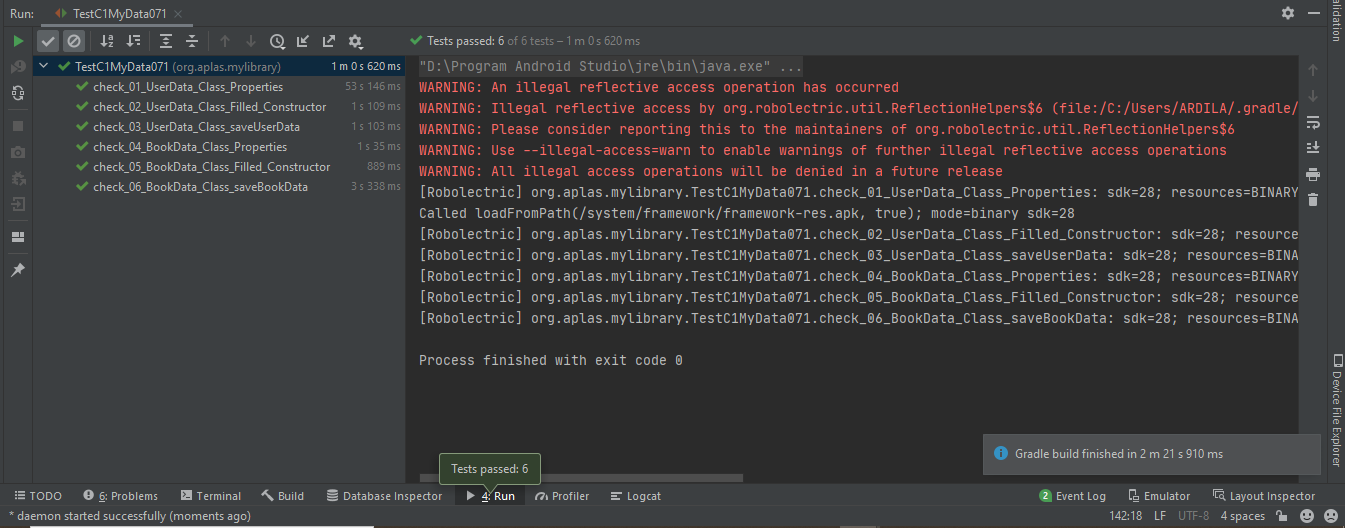 Run: TestC1MyData071
Tests passed: 6 of 6 tests – 1 m 0 s 620 ms
TestC1MyData071 (org.aplas.mylibrary) 1 m 0 s 620 ms
check_01_UserData_Class_Properties 53 s 146 ms
check_02_UserData_Class_Filled_Constructor 1 s 109 ms
check_03_UserData_Class_saveUserData 1 s 103 ms
check_04_BookData_Class_Properties 1 s 35 ms
check_05_BookData_Class_Filled_Constructor 889 ms
check_06_BookData_Class_saveBookData 3 s 338 ms
"D:\Program Android Studio\jre\bin\java.exe" ...
WARNING: An illegal reflective access operation has occurred
WARNING: Illegal reflective access by org.robolectric.util.ReflectionHelpers$6 (file:/C:/Users/ARDILA/.gradle/
WARNING: Please consider reporting this to the maintainers of org.robolectric.util.ReflectionHelpers$6
WARNING: Use --illegal-access=warn to enable warnings of further illegal reflective access operations
WARNING: All illegal access operations will be denied in a future release
[Robolectric] org.aplas.mylibrary.TestC1MyData071.check_01_UserData_Class_Properties: sdk=28; resources=BINARY
Called loadFromPath(/system/framework/framework-res.apk, true); mode=binary sdk=28
[Robolectric] org.aplas.mylibrary.TestC1MyData071.check_02_UserData_Class_Filled_Constructor: sdk=28; resource
[Robolectric] org.aplas.mylibrary.TestC1MyData071.check_03_UserData_Class_saveUserData: sdk=28; resources=BINA
[Robolectric] org.aplas.mylibrary.TestC1MyData071.check_04_BookData_Class_Properties: sdk=28; resources=BINARY
[Robolectric] org.aplas.mylibrary.TestC1MyData071.check_05_BookData_Class_Filled_Constructor: sdk=28; resource
[Robolectric] org.aplas.mylibrary.TestC1MyData071.check_06_BookData_Class_saveBookData: sdk=28; resources=BINA
Process finished with exit code 0
Device File Explorer
Gradle build finished in 2 m 21 s 910 ms
Tests passed: 6
TODO 6: Problems Terminal Build Database Inspector 4: Run Profiler Logcat 2 Event Log Emulator Layout Inspector
* daemon started successfully (moments ago) 142:18 LF UTF-8 4 spaces